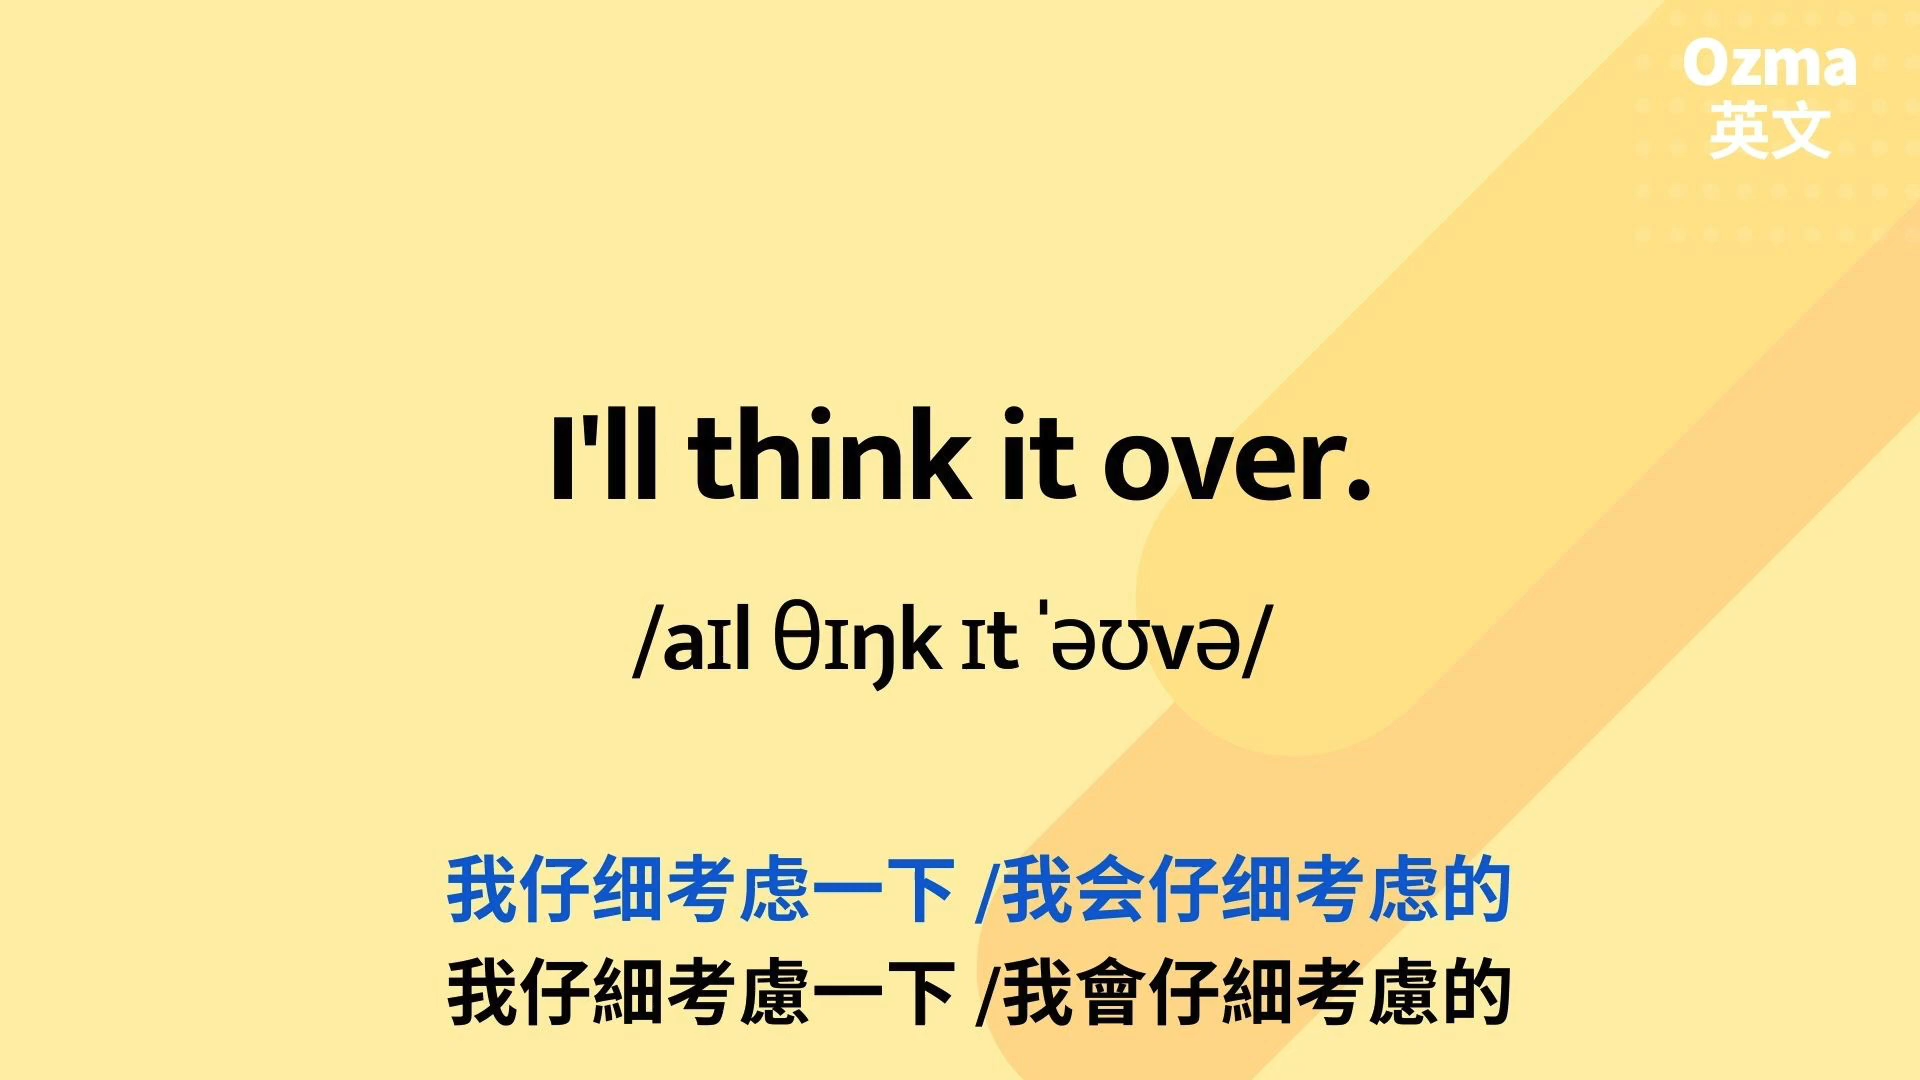 Ozma
英文
I'll think it over.
/aɪl θɪŋk ɪt ˈəʊvə/
我仔细考虑一下 /我会仔细考虑的
我仔細考慮一下 /我會仔細考慮的